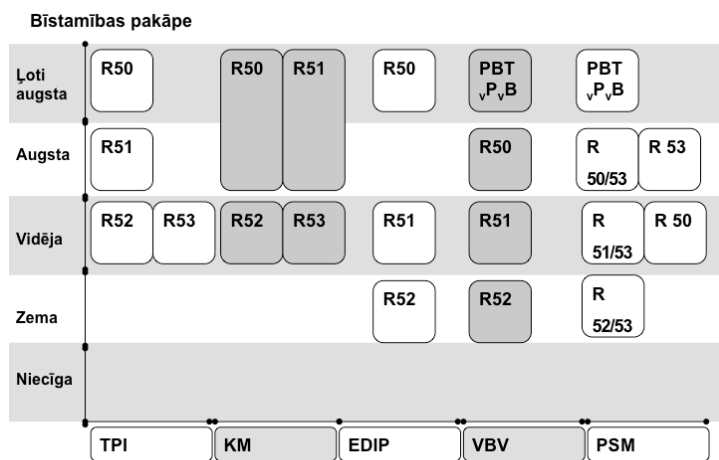 Bīstamības pakāpe
Ļoti
augsta
R50
R50
R51
R50
PBT
vPvB
PBT
vPvB
Augsta
R51
R50
R
50/53
R 53
Vidēja
R52
R53
R52
R53
R51
R51
R
51/53
R 50
Zema
R52
R52
R
52/53
Niecīga
TPI
KM
EDIP
VBV
PSM